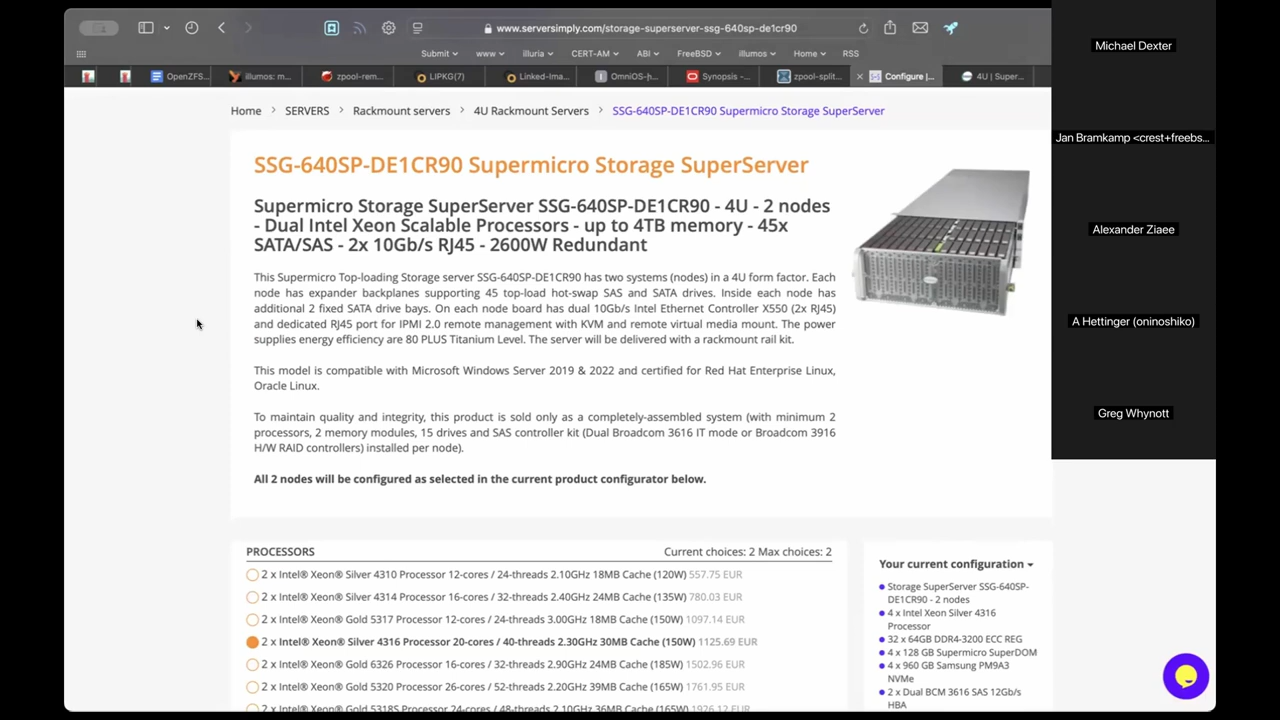 www.serversimply.com/storage-superserver-ssg-640sp-de1cr90
Submit www illuria CERT-AM ABI FreeBSD illumos Home RSS
OpenZFS... illumos: m... zpool-rem... LIPKG(7) Linked-Ima... Synopsis -... zpool-split... Configure |... 4U | Super...
Home > SERVERS > Rackmount servers > 4U Rackmount Servers > SSG-640SP-DE1CR90 Supermicro Storage SuperServer
SSG-640SP-DE1CR90 Supermicro Storage SuperServer
Supermicro Storage SuperServer SSG-640SP-DE1CR90 - 4U - 2 nodes
- Dual Intel Xeon Scalable Processors - up to 4TB memory - 45x
SATA/SAS - 2x 10Gb/s RJ45 - 2600W Redundant
This Supermicro Top-loading Storage server SSG-640SP-DE1CR90 has two systems (nodes) in a 4U form factor. Each
node has expander backplanes supporting 45 top-load hot-swap SAS and SATA drives. Inside each node has
additional 2 fixed SATA drive bays. On each node board has dual 10Gb/s Intel Ethernet Controller X550 (2x RJ45)
and dedicated RJ45 port for IPMI 2.0 remote management with KVM and remote virtual media mount. The power
supplies energy efficiency are 80 PLUS Titanium Level. The server will be delivered with a rackmount rail kit.
This model is compatible with Microsoft Windows Server 2019 & 2022 and certified for Red Hat Enterprise Linux,
Oracle Linux.
To maintain quality and integrity, this product is sold only as a completely-assembled system (with minimum 2
processors, 2 memory modules, 15 drives and SAS controller kit (Dual Broadcom 3616 IT mode or Broadcom 3916
H/W RAID controllers) installed per node).
All 2 nodes will be configured as selected in the current product configurator below.
PROCESSORS Current choices: 2 Max choices: 2
2 x Intel® Xeon® Silver 4310 Processor 12-cores / 24-threads 2.10GHz 18MB Cache (120W) 557.75 EUR
2 x Intel® Xeon® Silver 4314 Processor 16-cores / 32-threads 2.40GHz 24MB Cache (135W) 780.03 EUR
2 x Intel® Xeon® Gold 5317 Processor 12-cores / 24-threads 3.00GHz 18MB Cache (150W) 1097.14 EUR
2 x Intel® Xeon® Silver 4316 Processor 20-cores / 40-threads 2.30GHz 30MB Cache (150W) 1125.69 EUR
2 x Intel® Xeon® Gold 6326 Processor 16-cores / 32-threads 2.90GHz 24MB Cache (185W) 1502.96 EUR
2 x Intel® Xeon® Gold 5320 Processor 26-cores / 52-threads 2.20GHz 39MB Cache (165W) 1761.95 EUR
2 x Intel® Xeon® Gold 5318S Processor 24-cores / 48-threads 2.10GHz 36MB Cache (165W) 1926.12 EUR
Your current configuration
Storage SuperServer SSG-640SP-
DE1CR90 - 2 nodes
4 x Intel Xeon Silver 4316
Processor
32 x 64GB DDR4-3200 ECC REG
4 x 128 GB Supermicro SuperDOM
4 x 960 GB Samsung PM9A3
NVMe
2 x Dual BCM 3616 SAS 12Gb/s
HBA
Michael Dexter
Jan Bramkamp <crest+freebs...
Alexander Ziaee
A Hettinger (oninoshiko)
Greg Whynott